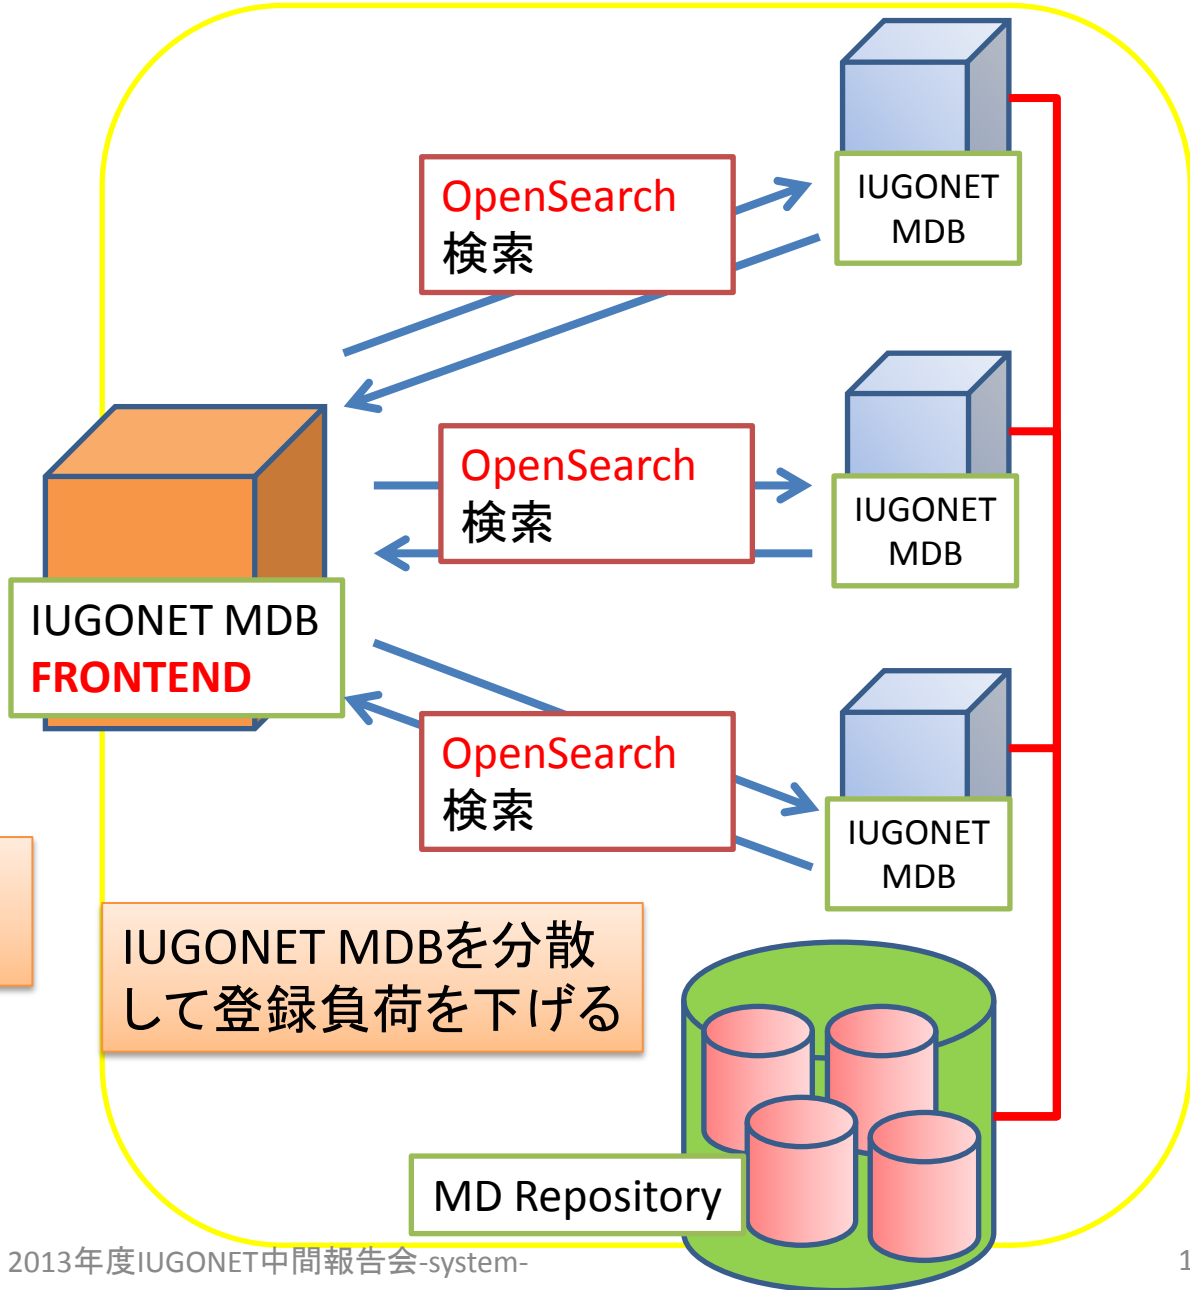 IUGONET
MDB
OpenSearch
検索
OpenSearch
検索
IUGONET
MDB
IUGONET MDB
FRONTEND
OpenSearch
検索
IUGONET
MDB
IUGONET MDBを分散
して登録負荷を下げる
MD Repository
2013年度IUGONET中間報告会-system-
1